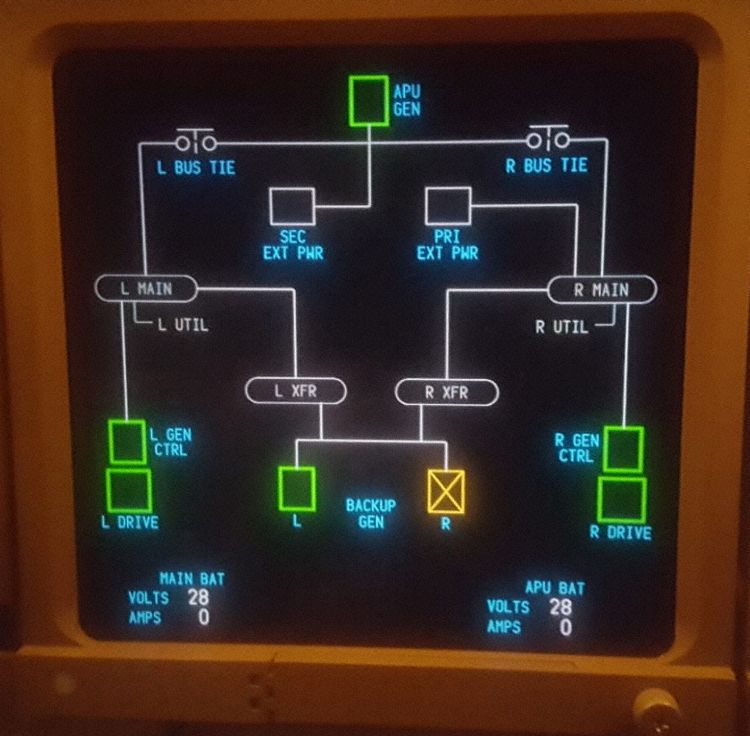 APU
GEN
L BUS TIE
R BUS TIE
SEC
EXT PWR
PRI
EXT PWR
L MAIN
R MAIN
L UTIL
R UTIL
L XFR
R XFR
L GEN
CTRL
R GEN
CTRL
L DRIVE
L
BACKUP
GEN
R
R DRIVE
MAIN BAT
VOLTS 28
AMPS 0
APU BAT
VOLTS 28
AMPS 0